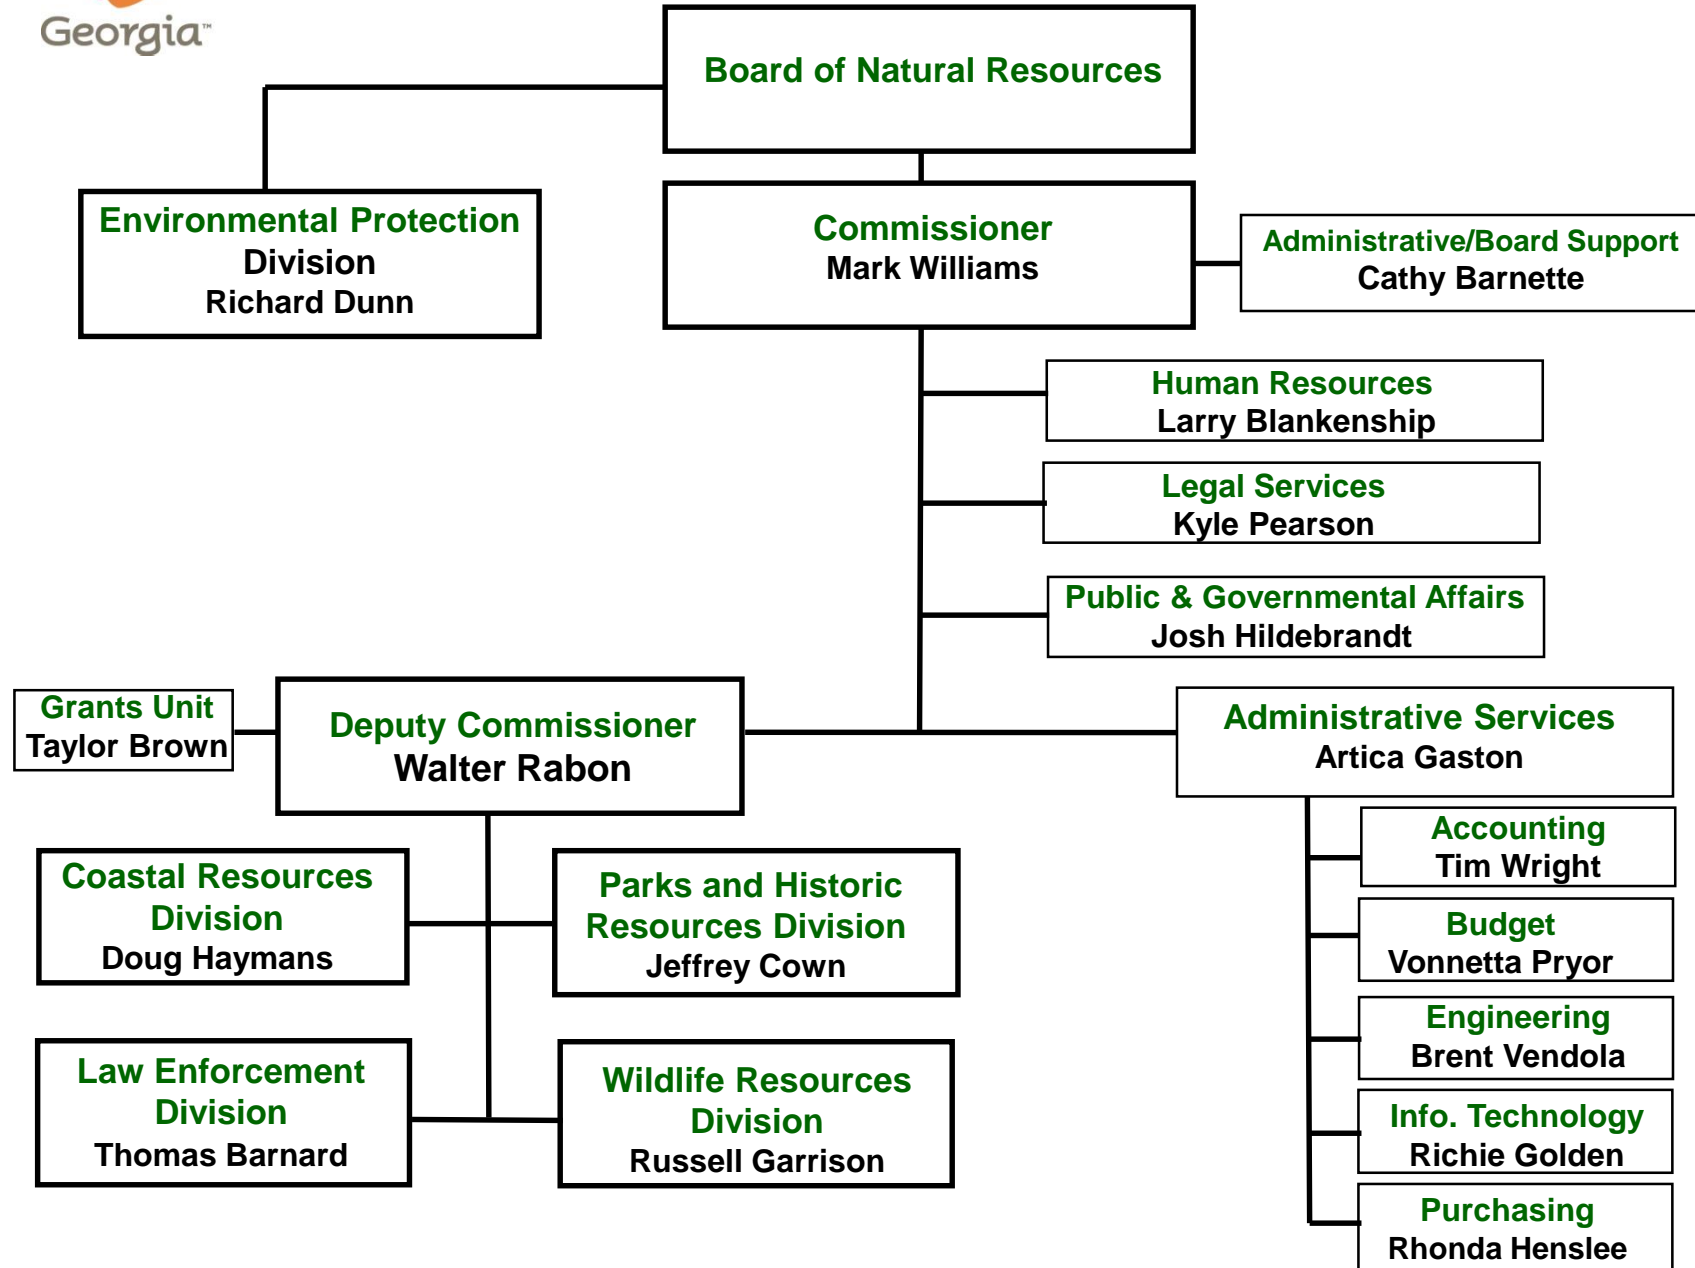 Georgia™
Board of Natural Resources
Environmental Protection
Division
Richard Dunn
Commissioner
Mark Williams
Administrative/Board Support
Cathy Barnette
Human Resources
Larry Blankenship
Legal Services
Kyle Pearson
Public & Governmental Affairs
Josh Hildebrandt
Grants Unit
Taylor Brown
Deputy Commissioner
Walter Rabon
Administrative Services
Artica Gaston
Coastal Resources
Division
Doug Haymans
Parks and Historic
Resources Division
Jeffrey Cown
Law Enforcement
Division
Thomas Barnard
Wildlife Resources
Division
Russell Garrison
Accounting
Tim Wright
Budget
Vonnetta Pryor
Engineering
Brent Vendola
Info. Technology
Richie Golden
Purchasing
Rhonda Henslee